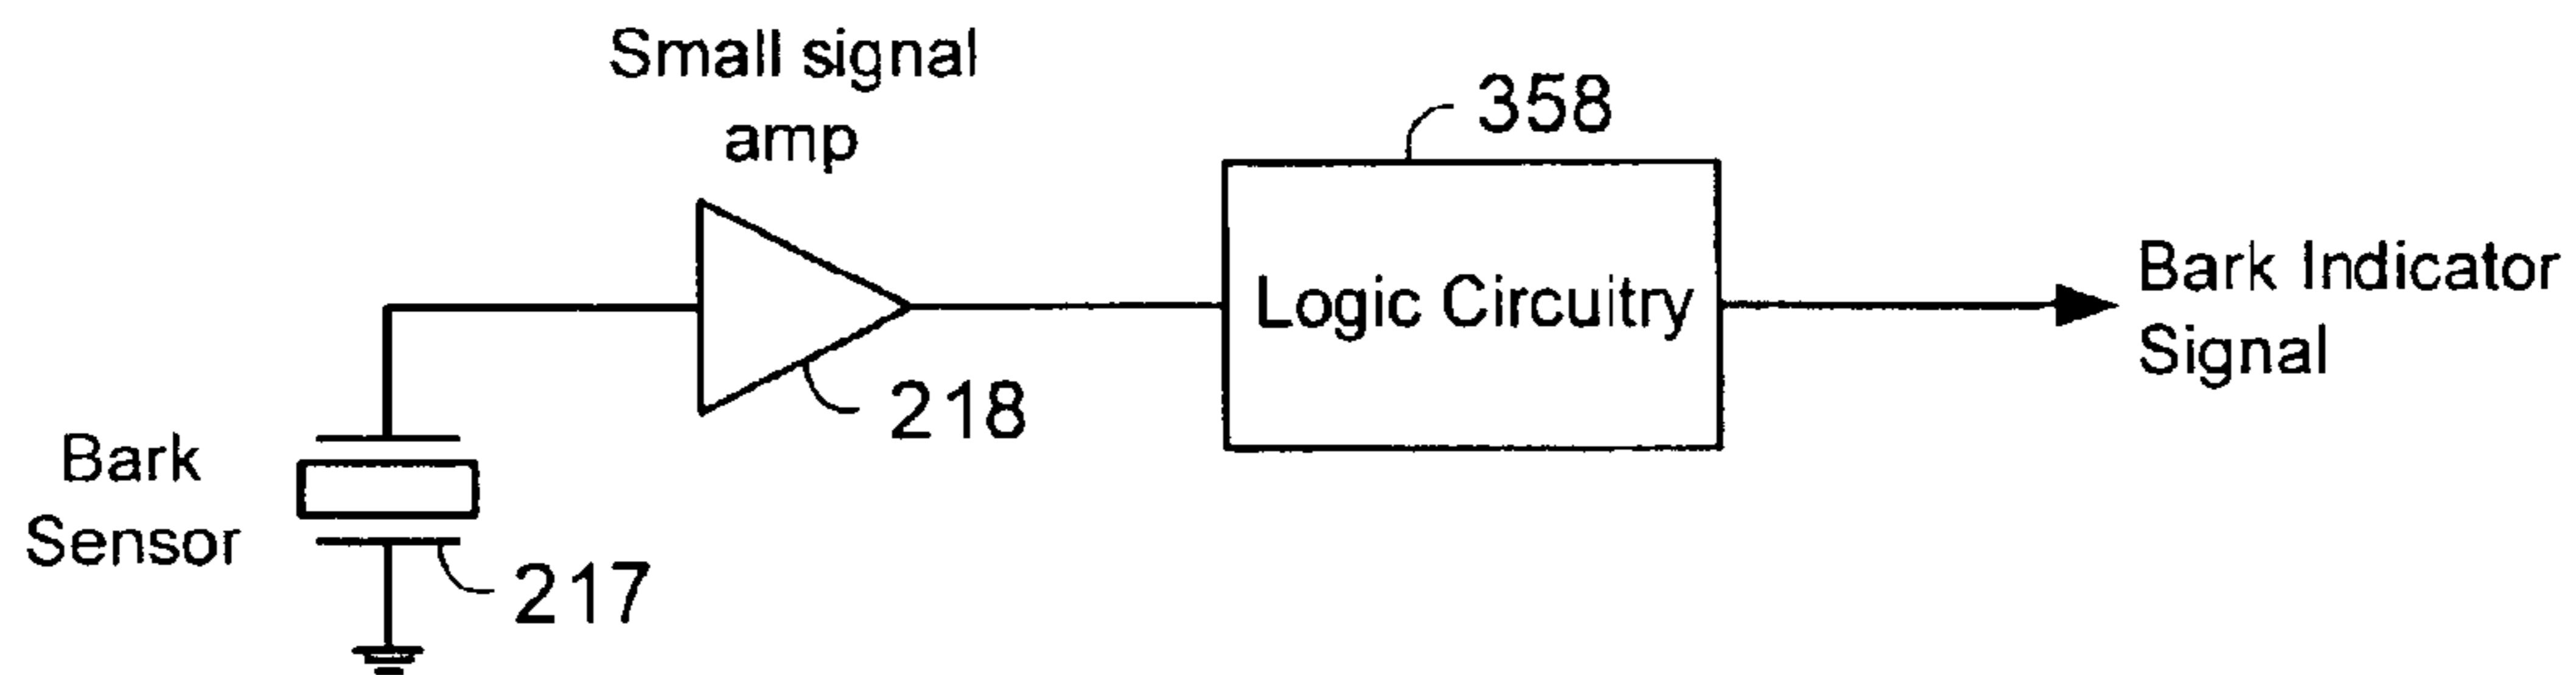 Small signal
amp
358
Logic Circuitry
Bark Indicator
Signal
218
Bark
Sensor
217